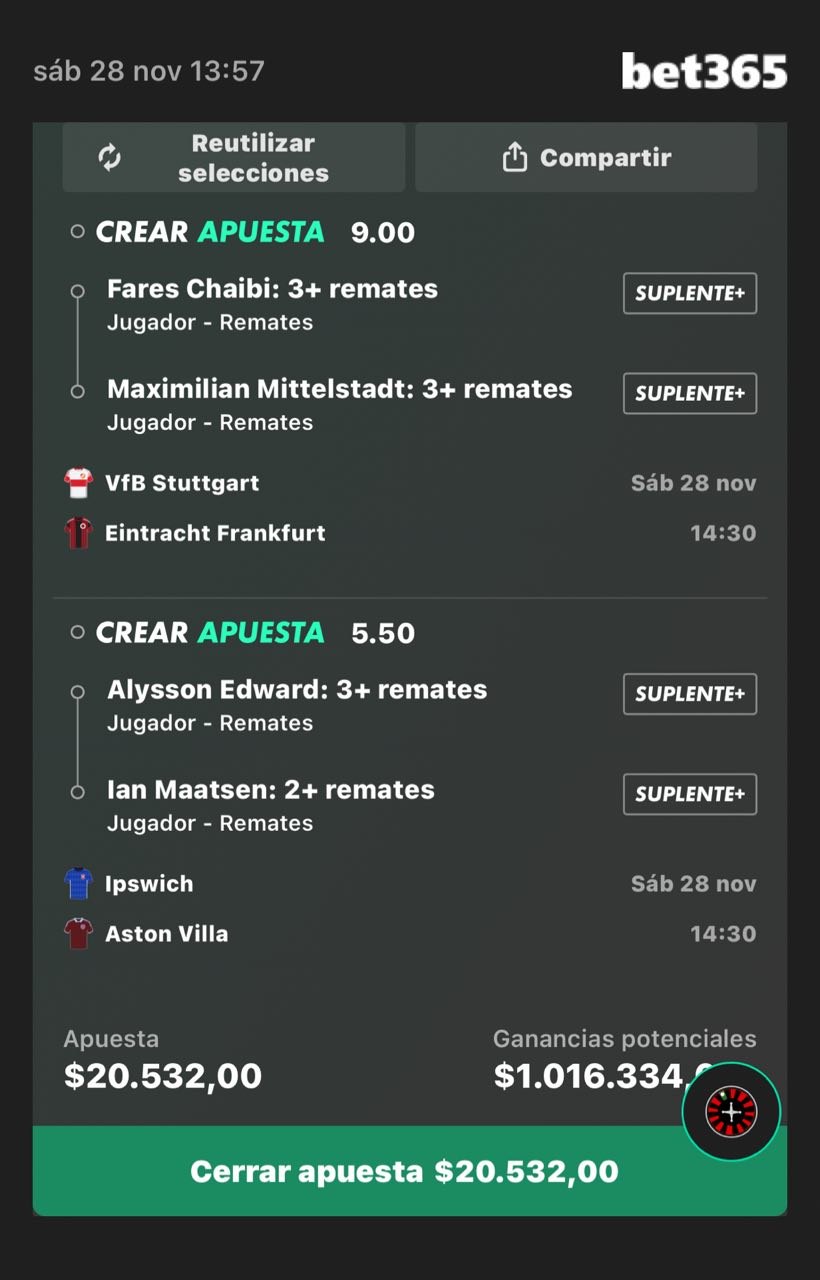 sáb 28 nov 13:57
bet365
Reutilizar
selecciones
Compartir
CREAR APUESTA 9.00
Fares Chaibi: 3+ remates
SUPLENTE+
Jugador - Remates
Maximilian Mittelstadt: 3+ remates
SUPLENTE+
Jugador - Remates
VfB Stuttgart
Sáb 28 nov
Eintracht Frankfurt
14:30
CREAR APUESTA 5.50
Alysson Edward: 3+ remates
SUPLENTE+
Jugador - Remates
Ian Maatsen: 2+ remates
SUPLENTE+
Jugador - Remates
Ipswich
Sáb 28 nov
Aston Villa
14:30
Apuesta
Ganancias potenciales
$20.532,00
$1.016.334,
Cerrar apuesta $20.532,00